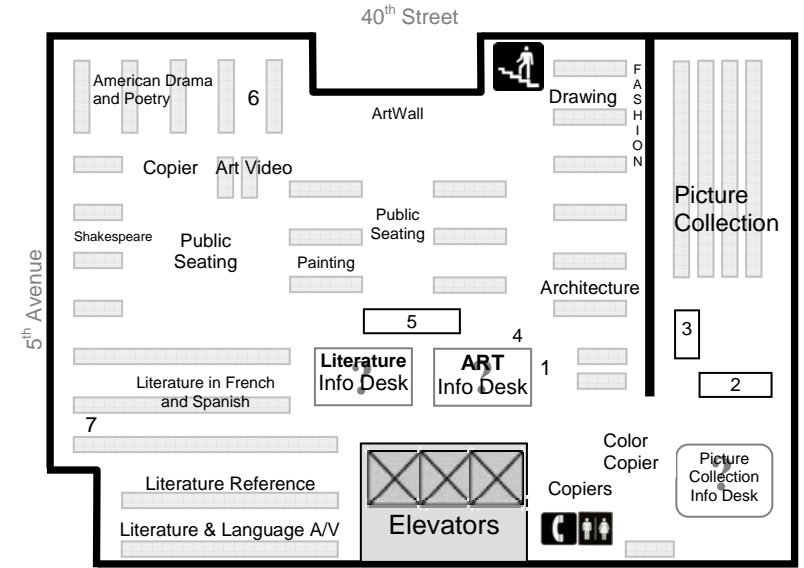 40th Street
American Drama
and Poetry
6
ArtWall
Drawing
FASHION
Copier
Art Video
Picture
Collection
Shakespeare
Public
Seating
Public
Seating
Painting
5th Avenue
Architecture
5
4
3
Literature
Info Desk
ART
Info Desk
1
2
Literature in French
and Spanish
7
Color
Copier
Picture
Collection
Info Desk
Literature Reference
Copiers
Literature & Language A/V
Elevators
?
?
?